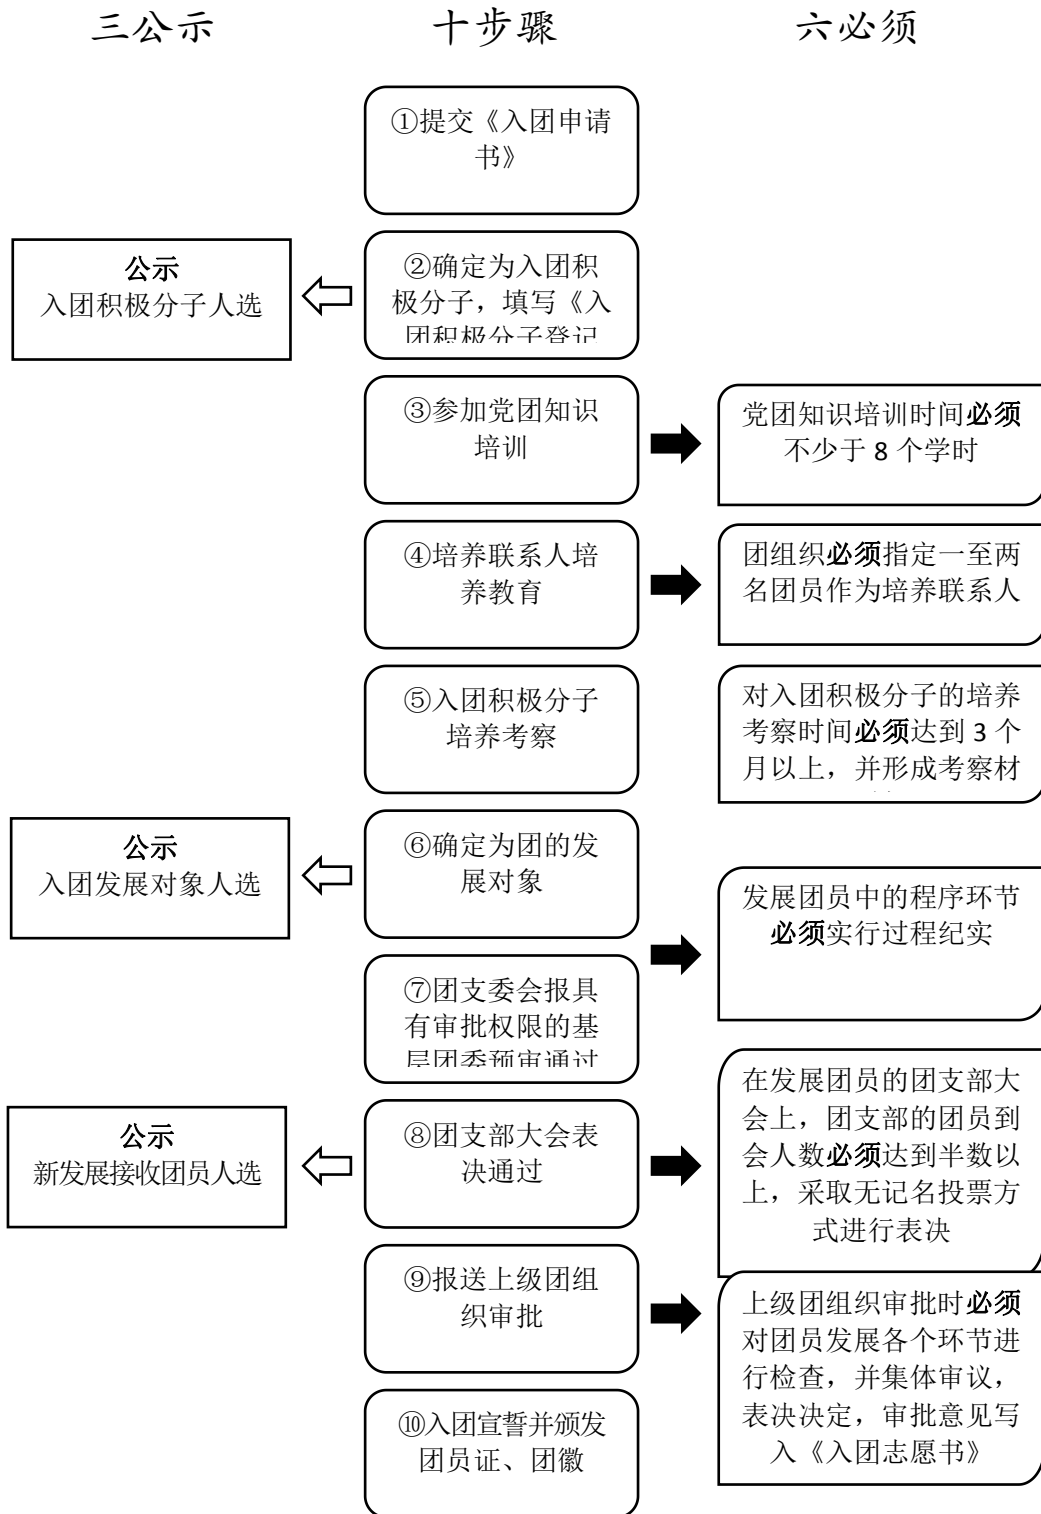 三公示
十步骤
六必须
①提交《入团申请
书》
公示
入团积极分子人选
②确定为入团积
极分子，填写《入
团积极分子登记
③参加党团知识
培训
党团知识培训时间必须
不少于 8 个学时
④培养联系人培
养教育
团组织必须指定一至两
名团员作为培养联系人
⑤入团积极分子
培养考察
对入团积极分子的培养
考察时间必须达到 3 个
月以上，并形成考察材
公示
入团发展对象人选
⑥确定为团的发
展对象
发展团员中的程序环节
必须实行过程纪实
⑦团支委会报具
有审批权限的基
层团委预审通过
公示
新发展接收团员人选
⑧团支部大会表
决通过
在发展团员的团支部大
会上，团支部的团员到
会人数必须达到半数以
上，采取无记名投票方
式进行表决
⑨报送上级团组
织审批
上级团组织审批时必须
对团员发展各个环节进
行检查，并集体审议，
表决决定，审批意见写
入《入团志愿书》
⑩入团宣誓并颁发
团员证、团徽